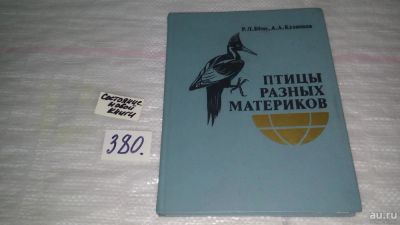 Р.Л.Бёме, А.А.Кузнецов
ПТИЦЫ
РАЗНЫХ
МАТЕРИКОВ
Состояние
новой
книги
380.
au.ru